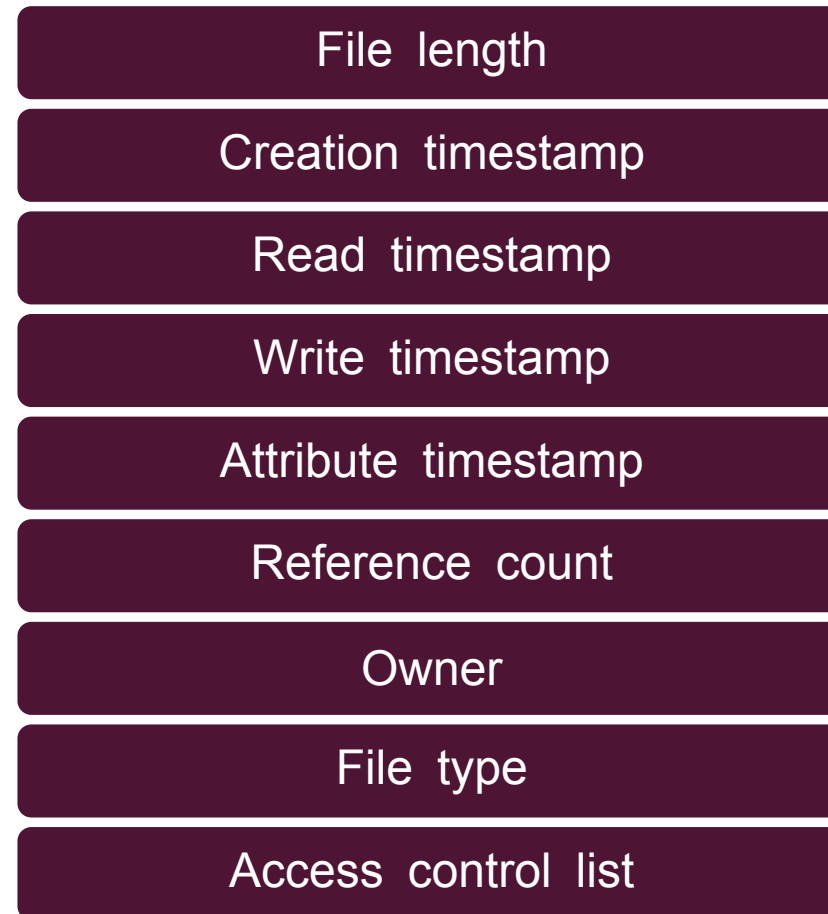 File length
Creation timestamp
Read timestamp
Write timestamp
Attribute timestamp
Reference count
Owner
File type
Access control list